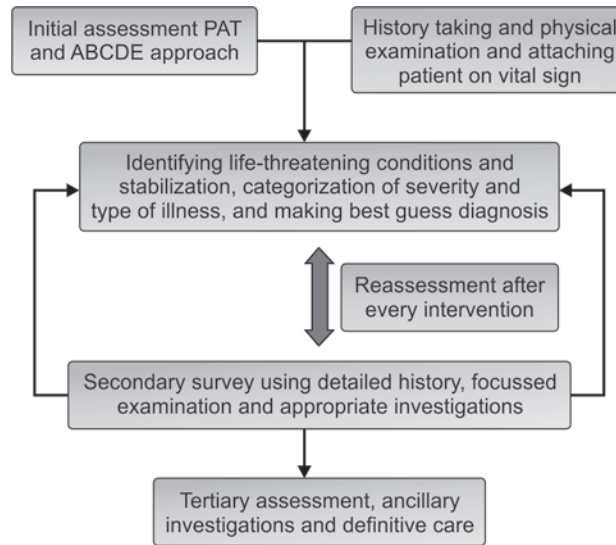 Initial assessment PAT
and ABCDE approach
History taking and physical
examination and attaching
patient on vital sign
Identifying life-threatening conditions and
stabilization, categorization of severity and
type of illness, and making best guess diagnosis
Reassessment after
every intervention
Secondary survey using detailed history, focussed
examination and appropriate investigations
Tertiary assessment, ancillary
investigations and definitive care